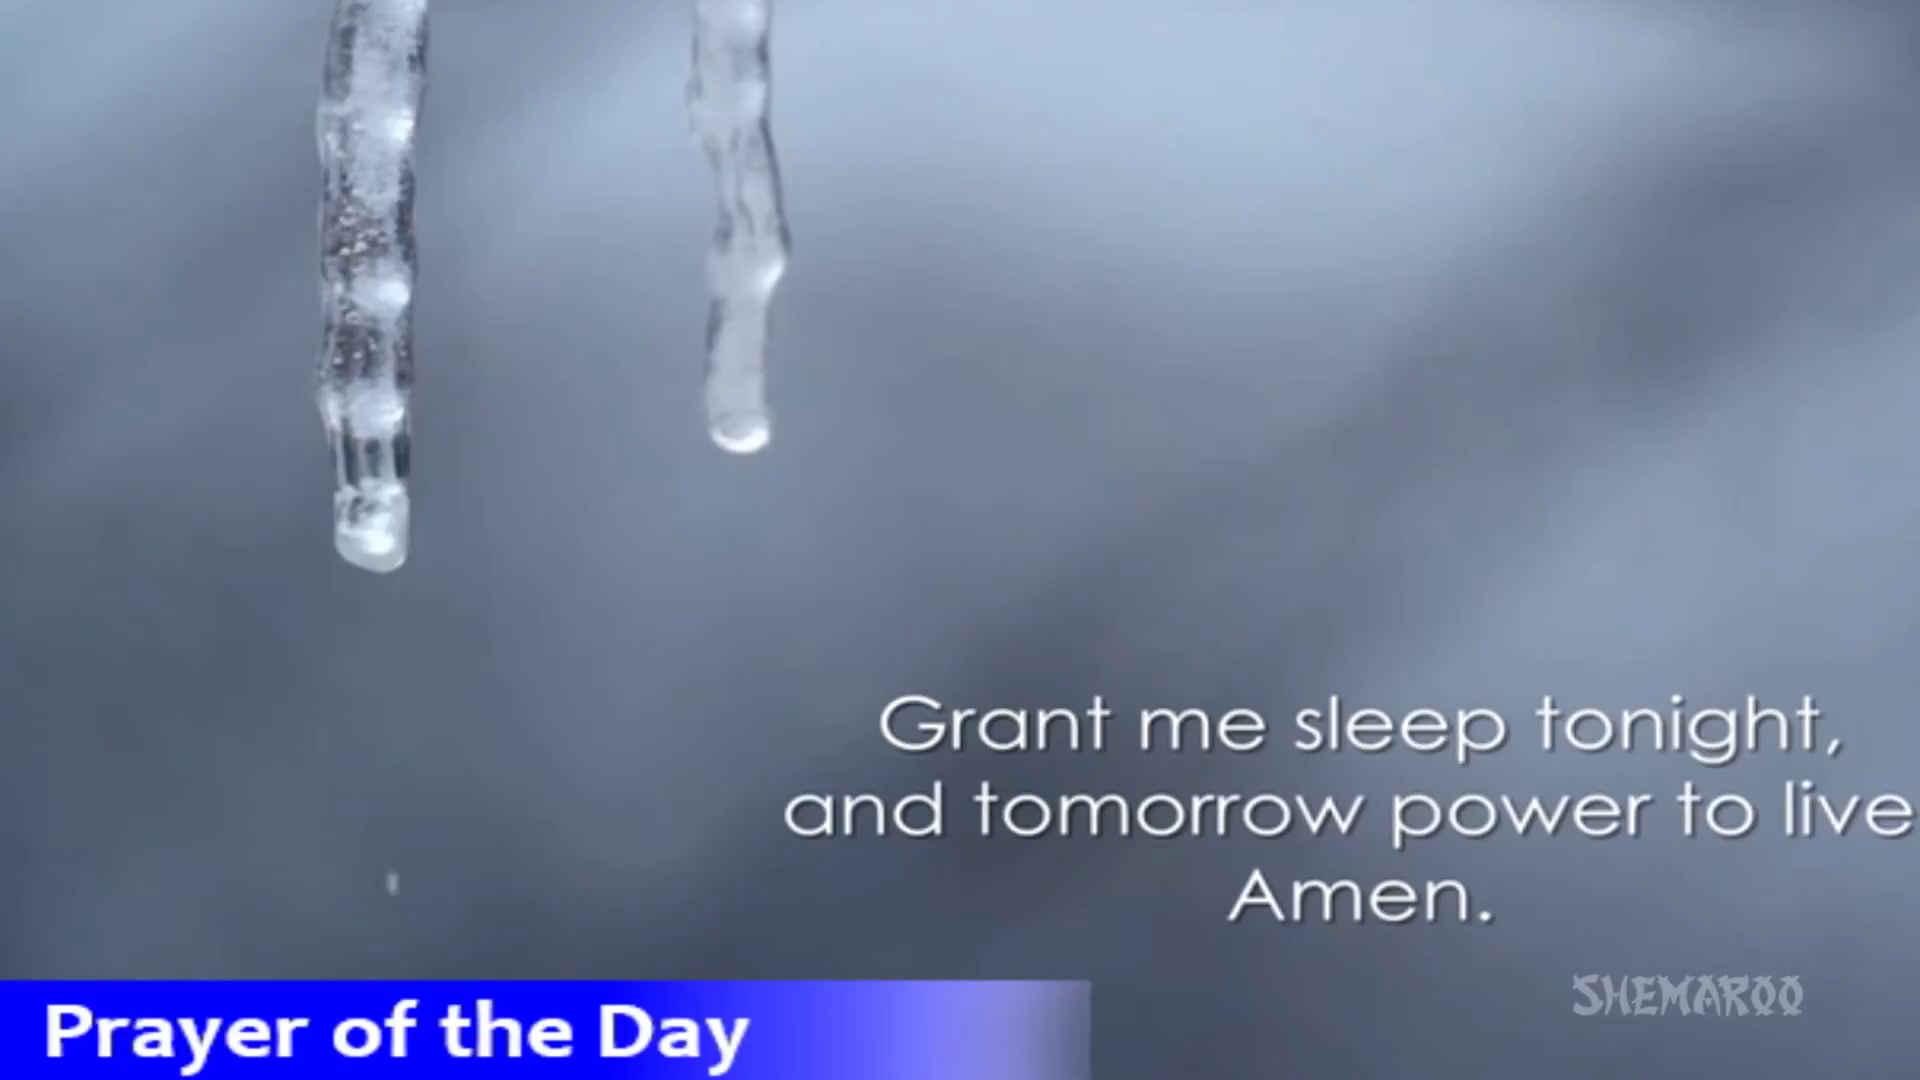 Grant me sleep tonight,
and tomorrow power to live
Amen.
SHEMAROO
Prayer of the Day